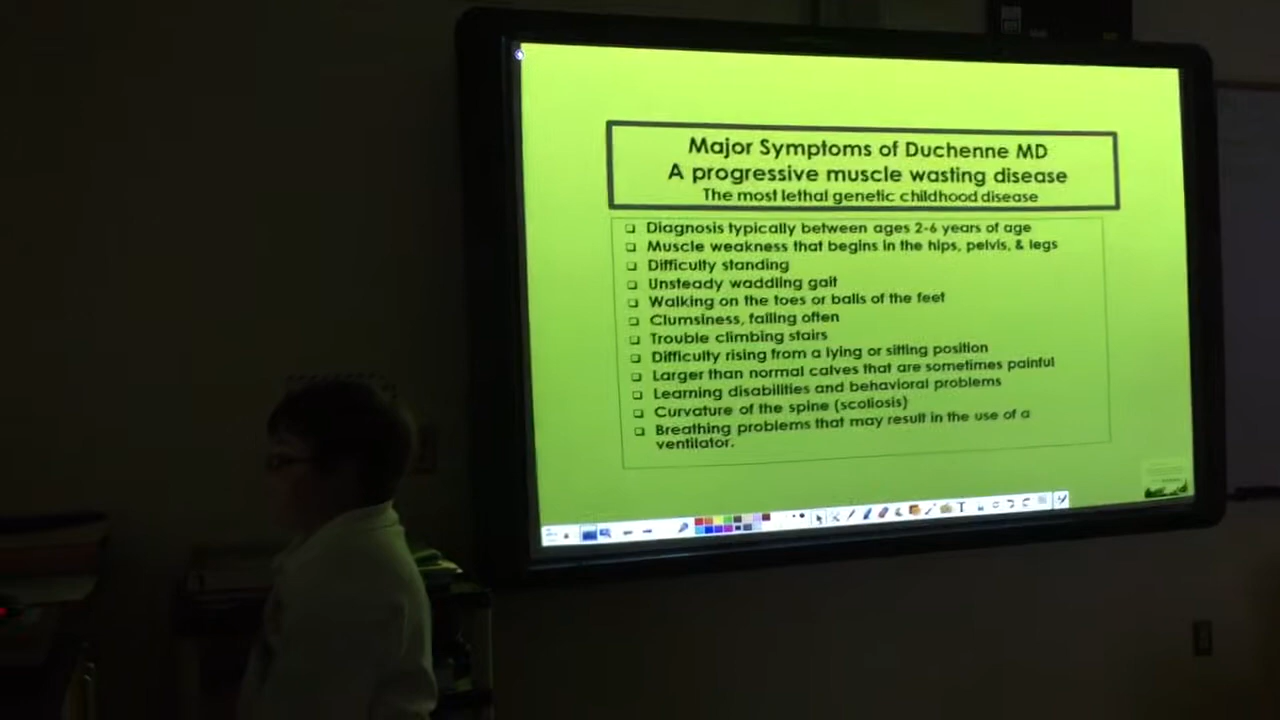 Major Symptoms of Duchenne MD
A progressive muscle wasting disease
The most lethal genetic childhood disease
❑ Diagnosis typically between ages 2-6 years of age
❑ Muscle weakness that begins in the hips, pelvis, & legs
❑ Difficulty standing
❑ Unsteady waddling gait
❑ Walking on the toes or balls of the feet
❑ Clumsiness, falling often
❑ Trouble climbing stairs
❑ Difficulty rising from a lying or sitting position
❑ Larger than normal calves that are sometimes painful
❑ Learning disabilities and behavioral problems
❑ Curvature of the spine (scoliosis)
❑ Breathing problems that may result in the use of a
ventilator.
T